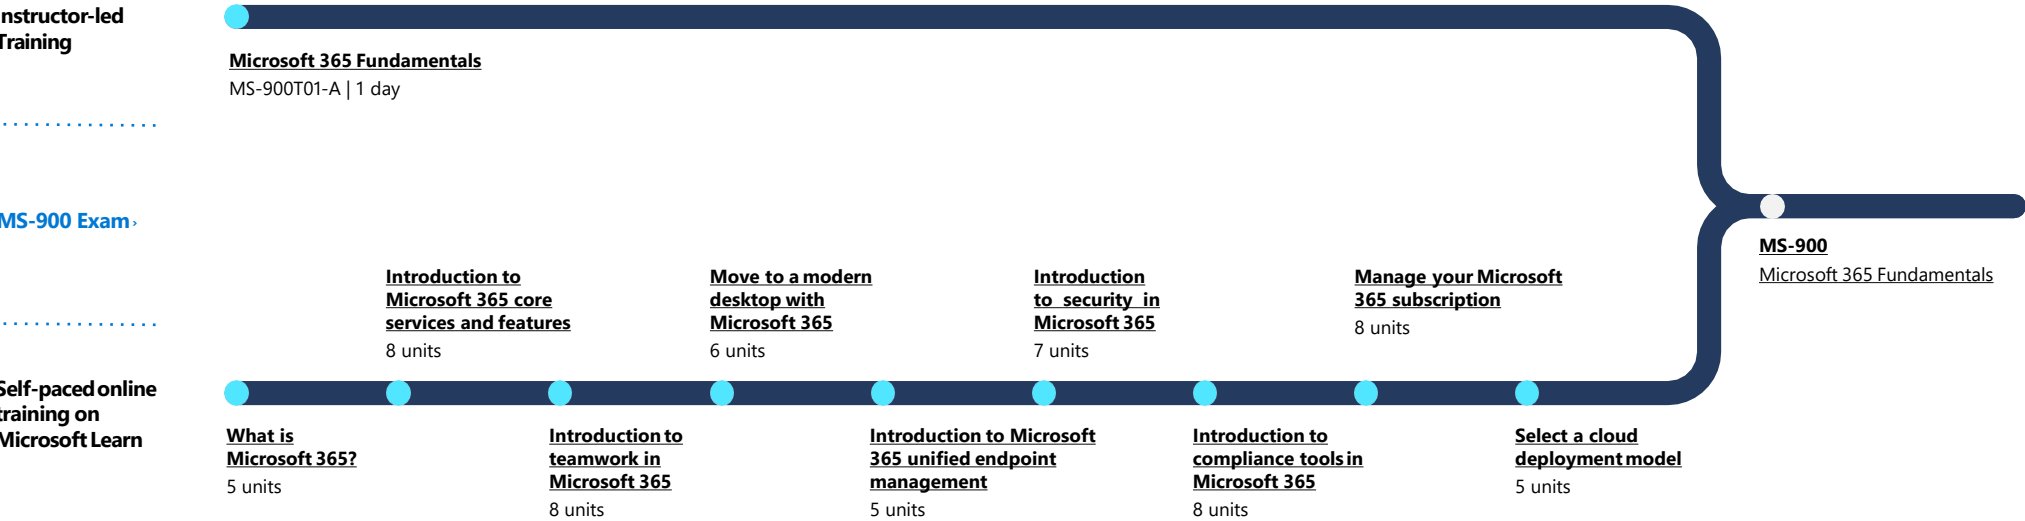 Instructor-led
Training
Microsoft 365 Fundamentals
MS-900T01-A | 1 day
MS-900 Exam ›
MS-900
Microsoft 365 Fundamentals
Introduction to
Microsoft 365 core
services and features
8 units
Move to a modern
desktop with
Microsoft 365
6 units
Introduction
to security in
Microsoft 365
7 units
Manage your Microsoft
365 subscription
8 units
Self-paced online
training on
Microsoft Learn
What is
Microsoft 365?
5 units
Introduction to
teamwork in
Microsoft 365
8 units
Introduction to Microsoft
365 unified endpoint
management
5 units
Introduction to
compliance tools in
Microsoft 365
8 units
Select a cloud
deployment model
5 units